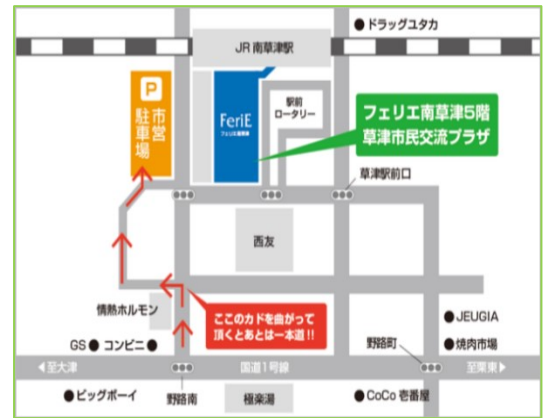 ドラッグユタカ
JR 南草津駅
P
市営
駐車場
FeriE
フェリエ南草津
駅前
ロータリー
フェリエ南草津5階
草津市民交流プラザ
草津駅前口
西友
情熱ホルモン
ここのカドを曲がって
頂くとあとは一本道!!
GS
コンビニ
JEUGIA
野路町
焼肉市場
至大津
国道1号線
至栗東
ビッグボーイ
野路南
極楽湯
CoCo 壱番屋